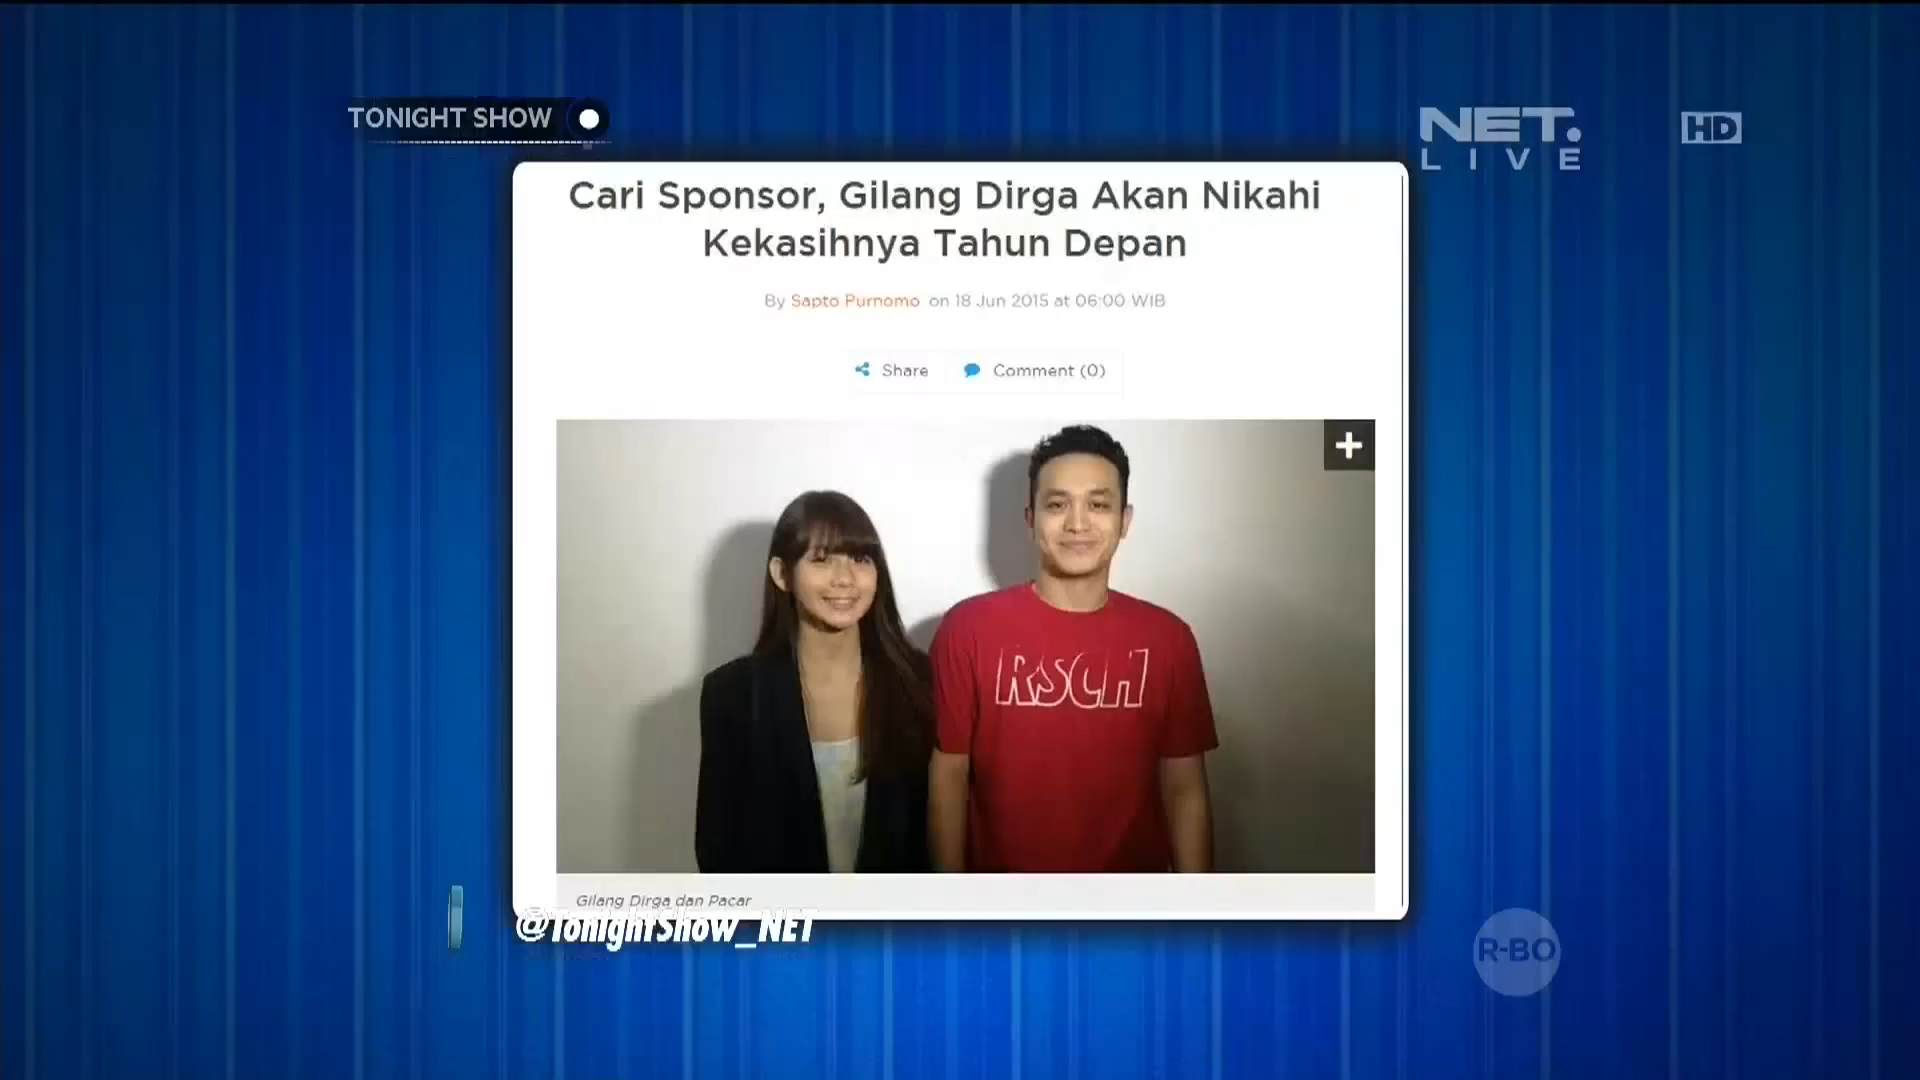 TONIGHT SHOW
NET.
LIVE
HD
Cari Sponsor, Gilang Dirga Akan Nikahi
Kekasihnya Tahun Depan
By Sapto Purnomo on 18 Jun 2015 at 06:00 WIB
Share Comment (0)
RSCH
Gilang Dirga dan Pacar
@TonightShow_NET
R-BO